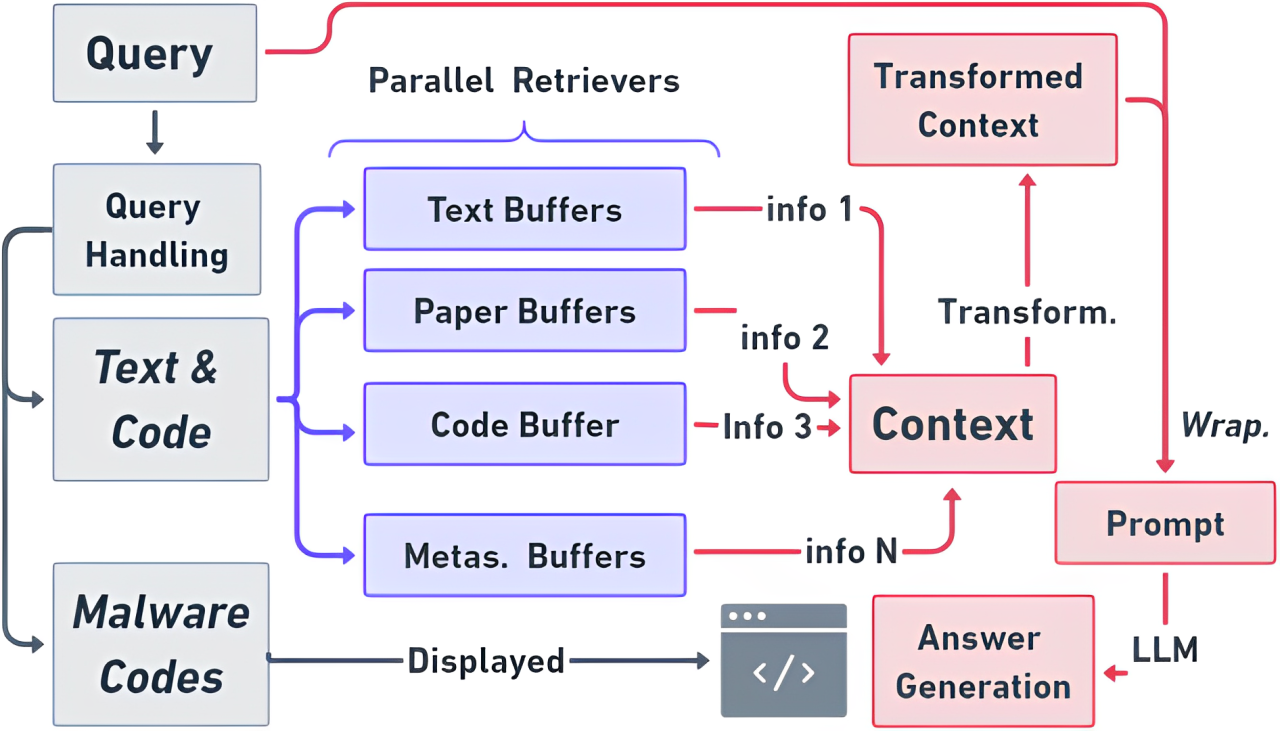 Query
Parallel Retrievers
Transformed
Context
Query
Handling
Text Buffers
info 1
Paper Buffers
info 2
Transform.
Text &
Code
Code Buffer
Info 3
Context
Wrap.
Metas. Buffers
info N
Prompt
Malware
Codes
Displayed
</>
Answer
Generation
LLM